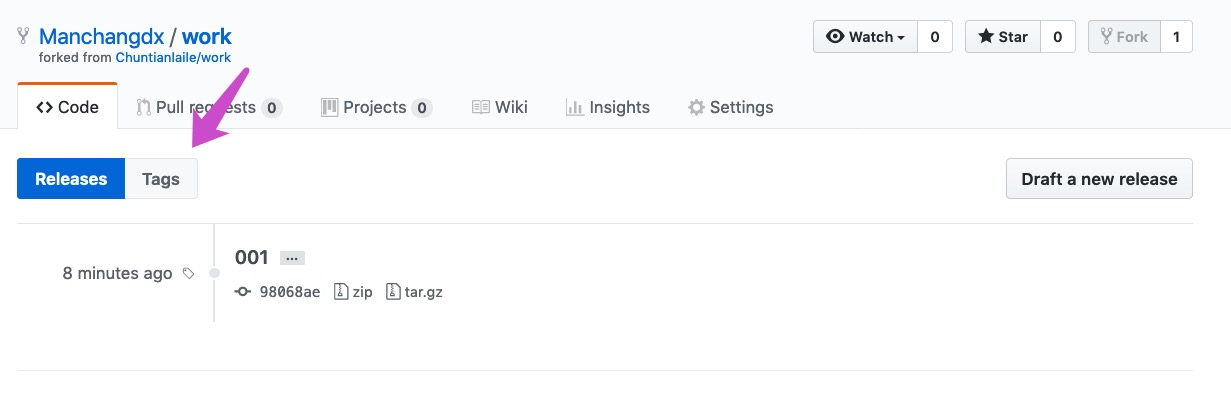 Manchangdx / work
forked from Chuntianlaile/work
Watch 0 Star 0 Fork 1
Code Pull requests 0 Projects 0 Wiki Insights Settings
Releases Tags Draft a new release
8 minutes ago 001 ...
98068ae zip tar.gz